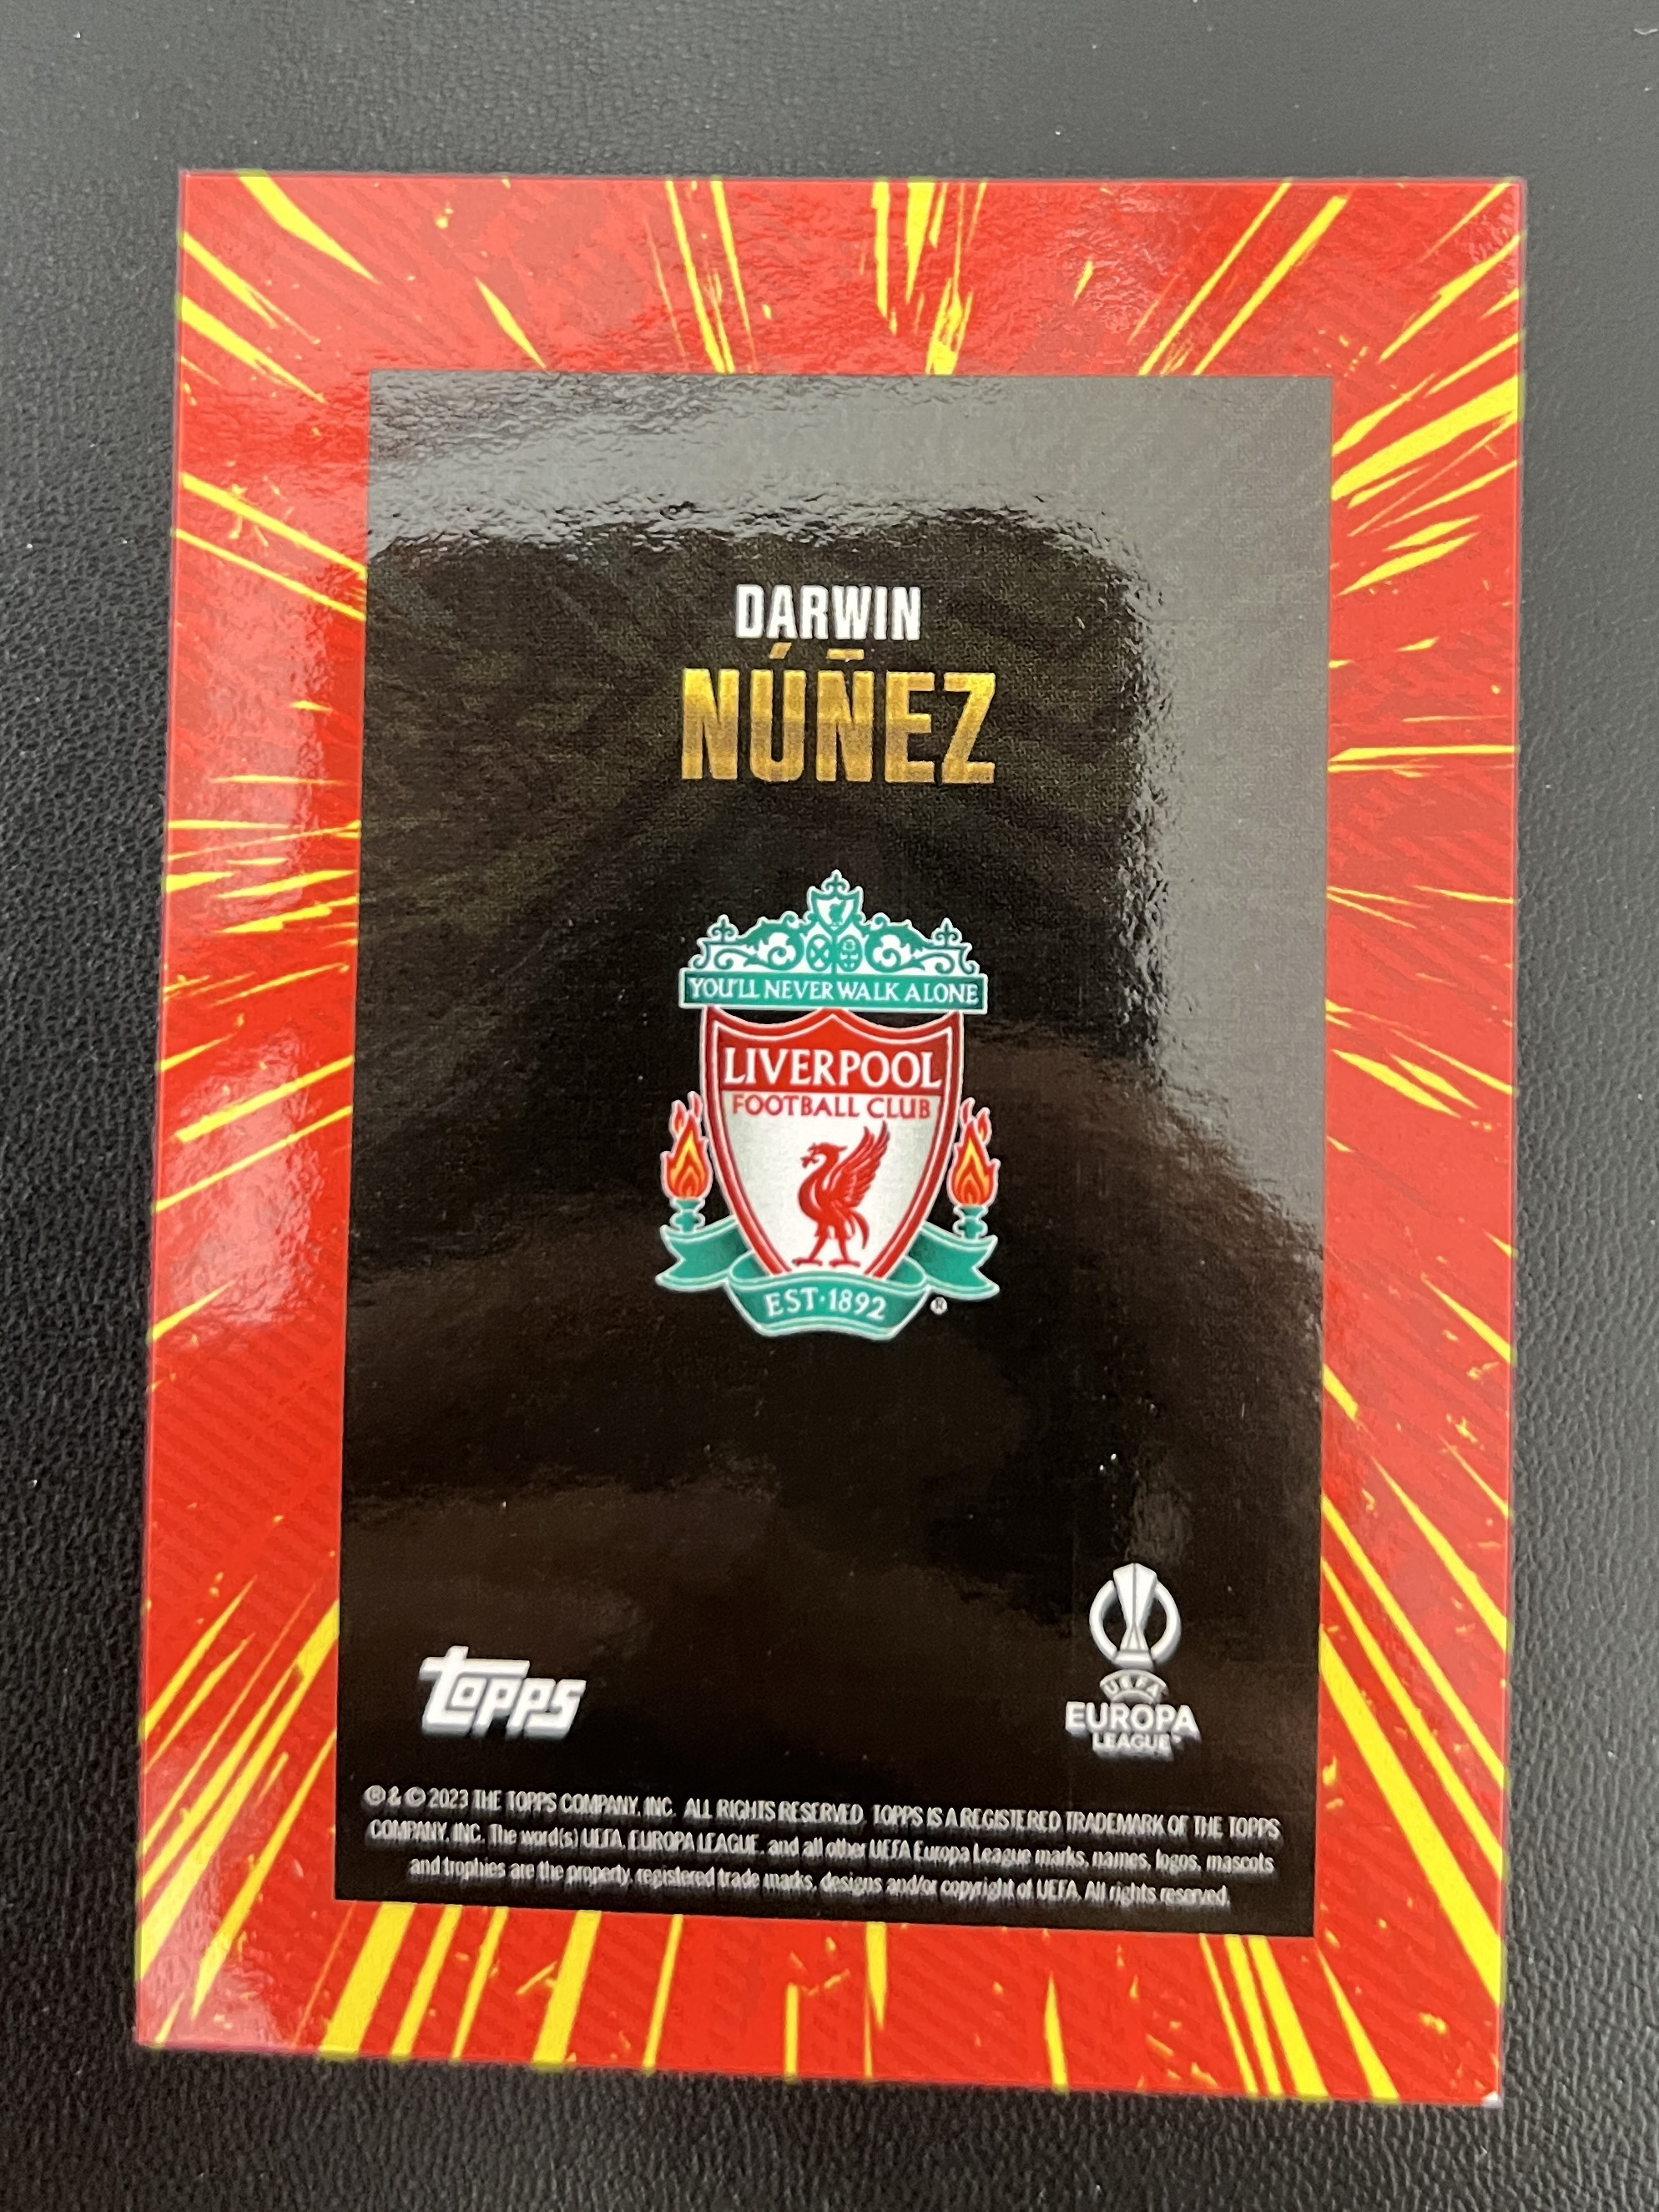 DARWIN
NÚÑEZ
YOU'LL NEVER WALK ALONE
LIVERPOOL
FOOTBALL CLUB
EST·1892
®
topps
UEFA
EUROPA
LEAGUE™
® & © 2023 THE TOPPS COMPANY, INC. ALL RIGHTS RESERVED. TOPPS IS A REGISTERED TRADEMARK OF THE TOPPS
COMPANY, INC. The word(s) UEFA, EUROPA LEAGUE, and all other UEFA Europa League marks, names, logos, mascots
and trophies are the property, registered trade marks, designs and/or copyright of UEFA. All rights reserved.